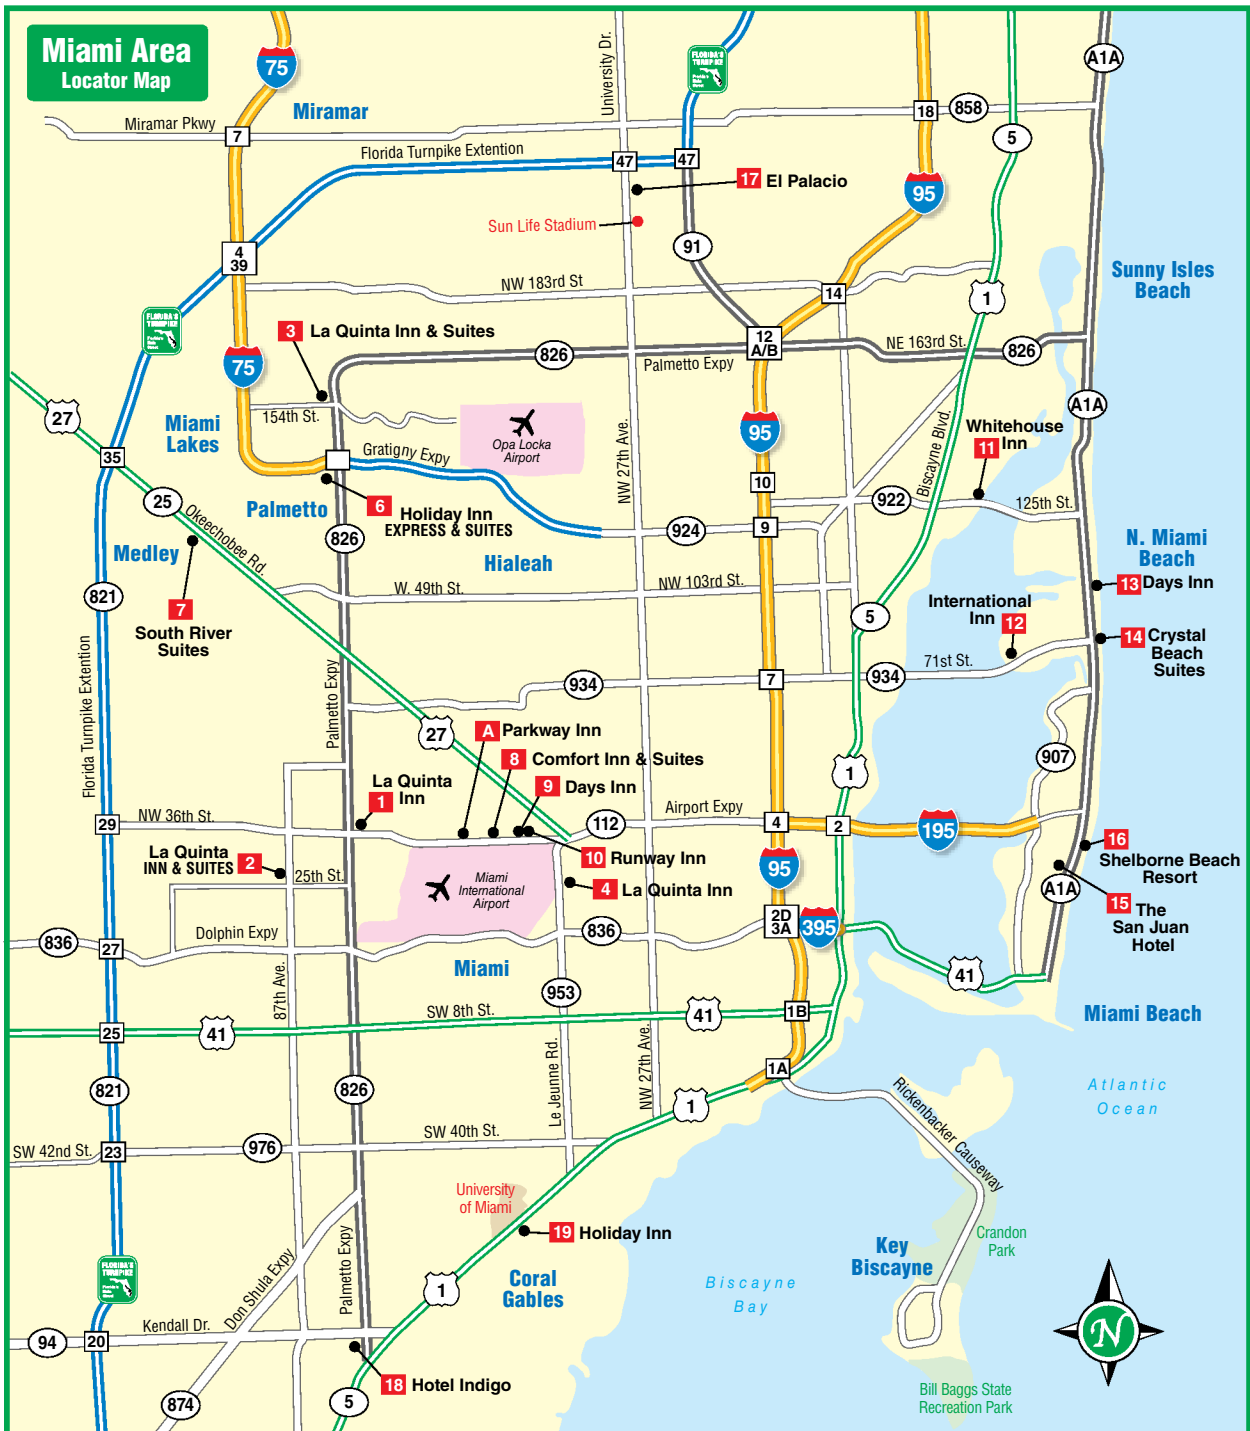 Miami Area
Locator Map
75
Miramar
Miramar Pkwy
7
University Dr.
FLORIDA'S
TURNPIKE
A1A
18
858
5
Florida Turnpike Extention
47
47
17
El Palacio
95
Sun Life Stadium
91
4
39
Sunny Isles
Beach
NW 183rd St
14
1
FLORIDA'S
TURNPIKE
3
La Quinta Inn & Suites
12
A/B
826
Palmetto Expy
NE 163rd St.
826
75
27
Miami
Lakes
154th St.
Opa Locka
Airport
NW 27th Ave.
95
A1A
Biscayne Blvd.
Whitehouse
11
Inn
35
Gratigny Expy
25
Okeechobee Rd.
Palmetto
6
Holiday Inn
EXPRESS & SUITES
10
922
125th St.
826
924
9
Medley
Hialeah
N. Miami
Beach
821
W. 49th St.
NW 103rd St.
13
Days Inn
7
South River
Suites
5
International
Inn
12
14
Crystal
Beach
Suites
71st St.
Florida Turnpike Extention
Palmetto Expy
934
7
934
27
A
Parkway Inn
8
Comfort Inn & Suites
9
Days Inn
907
1
La Quinta
1
Inn
29
NW 36th St.
112
Airport Expy
4
2
195
La Quinta
INN & SUITES
2
25th St.
10
Runway Inn
4
La Quinta Inn
Miami
International
Airport
95
16
Shelborne Beach
Resort
A1A
15
The
San Juan
Hotel
836
27
Dolphin Expy
836
2D
3A
395
Miami
41
87th Ave.
953
SW 8th St.
25
41
41
1B
Miami Beach
821
826
Le Jeunne Rd.
NW 27th Ave.
1A
1
Rickenbacker Causeway
Atlantic
Ocean
SW 42nd St.
23
976
SW 40th St.
University
of Miami
19
Holiday Inn
Crandon
Park
Key
Biscayne
FLORIDA'S
TURNPIKE
Don Shula Expy
Palmetto Expy
1
Coral
Gables
Biscayne
Bay
94
20
Kendall Dr.
N
18
Hotel Indigo
874
5
Bill Baggs State
Recreation Park